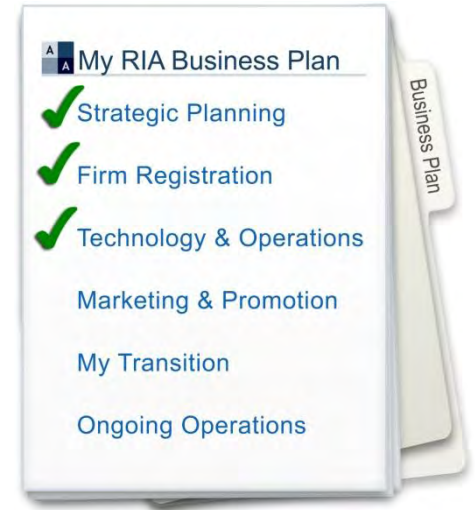 A
A
My RIA Business Plan
Strategic Planning
Firm Registration
Technology & Operations
Marketing & Promotion
My Transition
Ongoing Operations
Business Plan